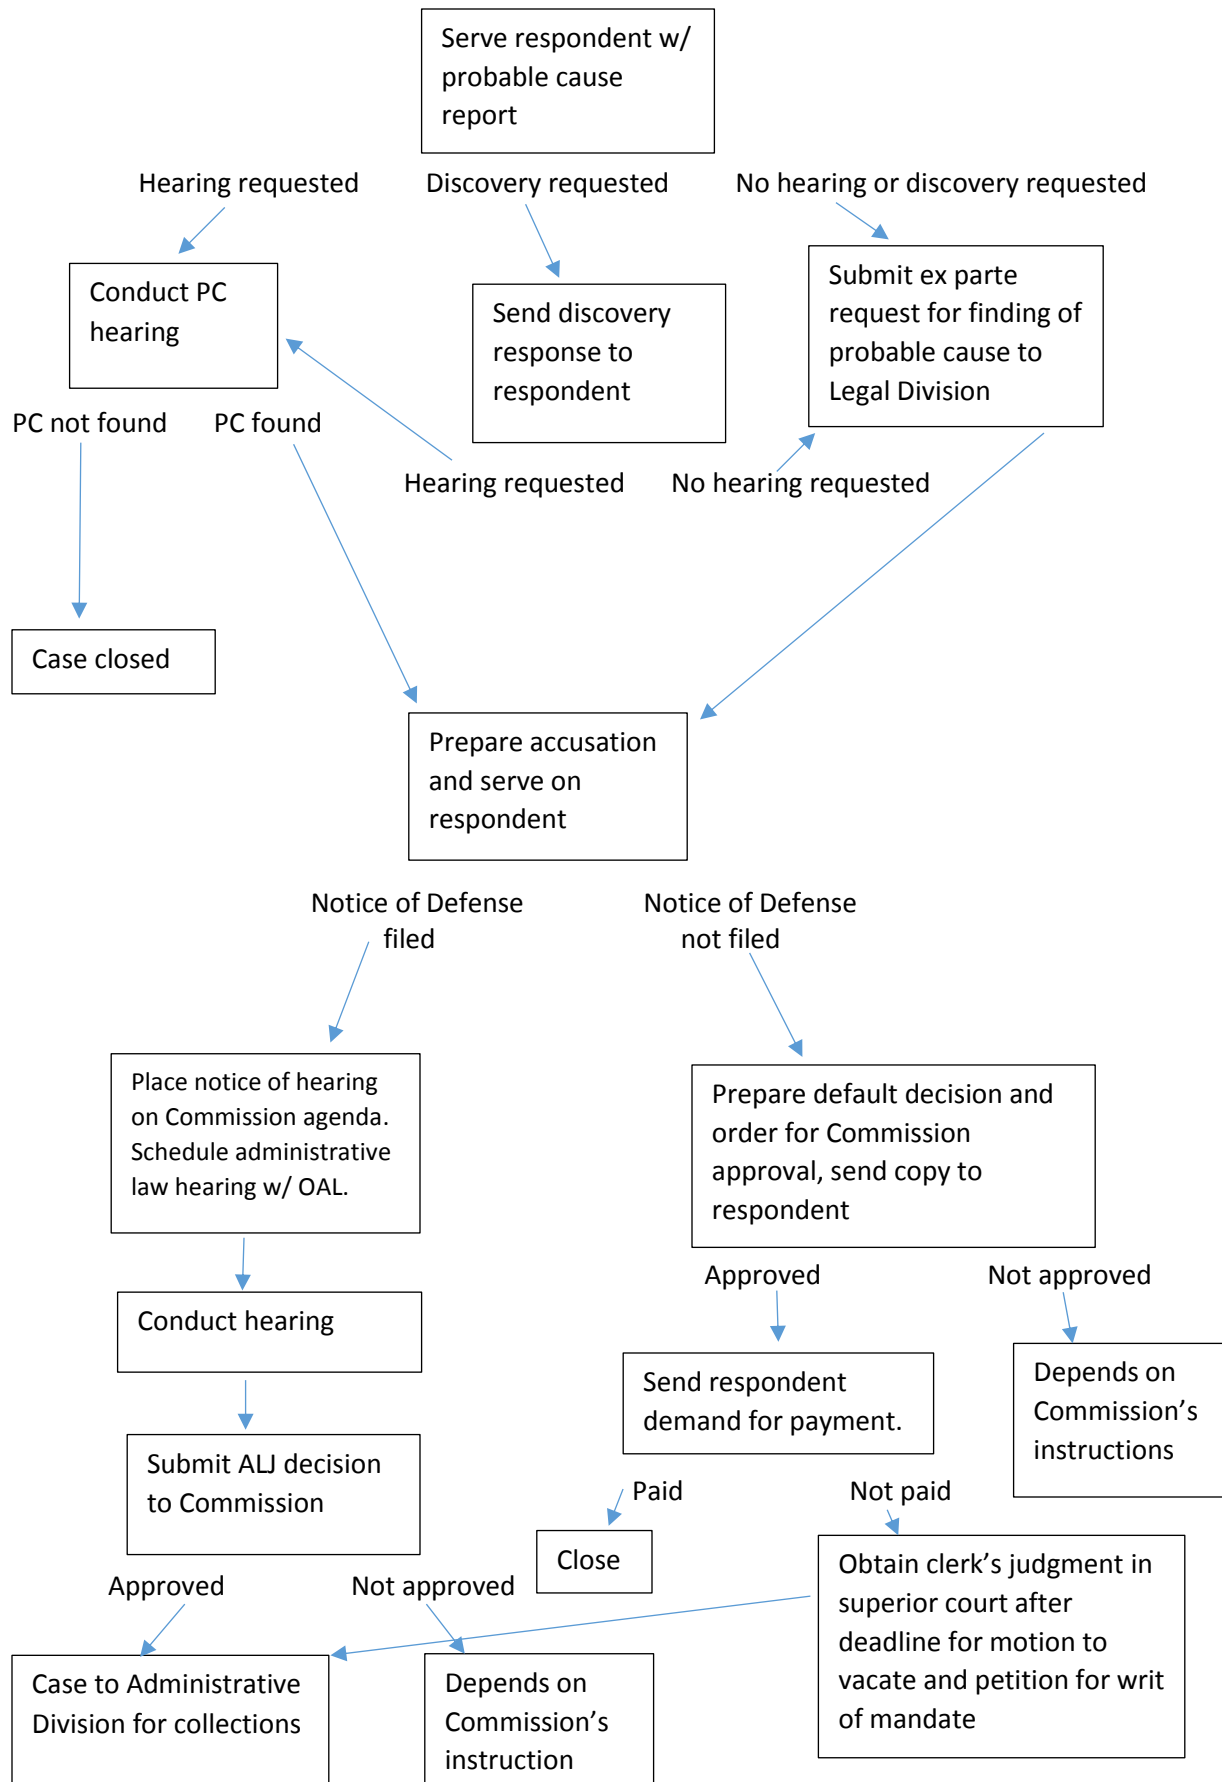 Serve respondent w/
probable cause
report
Hearing requested
Discovery requested
No hearing or discovery requested
Conduct PC
hearing
Send discovery
response to
respondent
Submit ex parte
request for finding of
probable cause to
Legal Division
PC not found
PC found
Hearing requested
No hearing requested
Case closed
Prepare accusation
and serve on
respondent
Notice of Defense
filed
Notice of Defense
not filed
Place notice of hearing
on Commission agenda.
Schedule administrative
law hearing w/ OAL.
Prepare default decision and
order for Commission
approval, send copy to
respondent
Conduct hearing
Approved
Not approved
Send respondent
demand for payment.
Depends on
Commission’s
instructions
Submit ALJ decision
to Commission
Paid
Not paid
Close
Obtain clerk’s judgment in
superior court after
deadline for motion to
vacate and petition for writ
of mandate
Approved
Not approved
Case to Administrative
Division for collections
Depends on
Commission’s
instruction